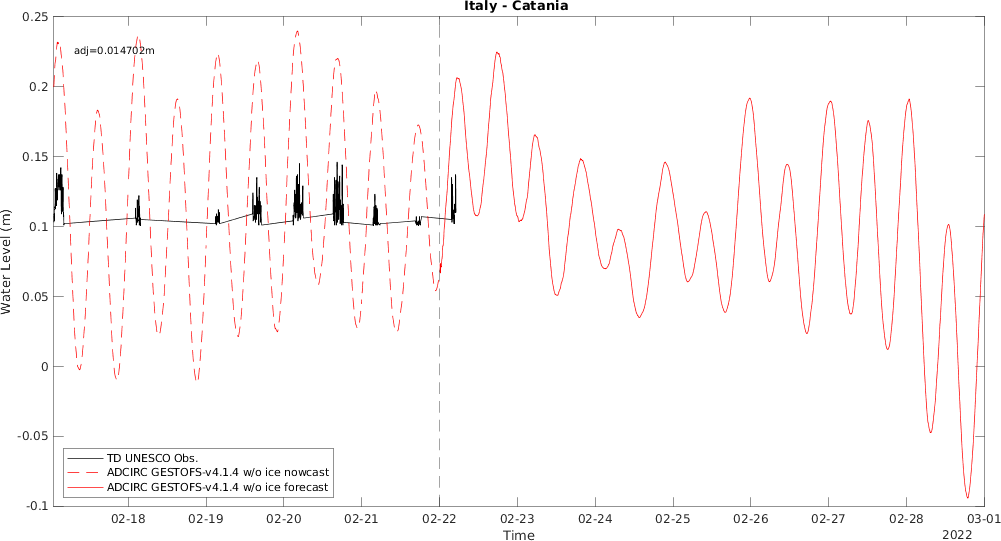 Italy - Catania
adj=0.014702m
0.25
0.2
0.15
0.1
0.05
0
-0.05
-0.1
Water Level (m)
TD UNESCO Obs.
ADCIRC GESTOFS-v4.1.4 w/o ice nowcast
ADCIRC GESTOFS-v4.1.4 w/o ice forecast
02-18 02-19 02-20 02-21 02-22 02-23 02-24 02-25 02-26 02-27 02-28 03-01
Time
2022